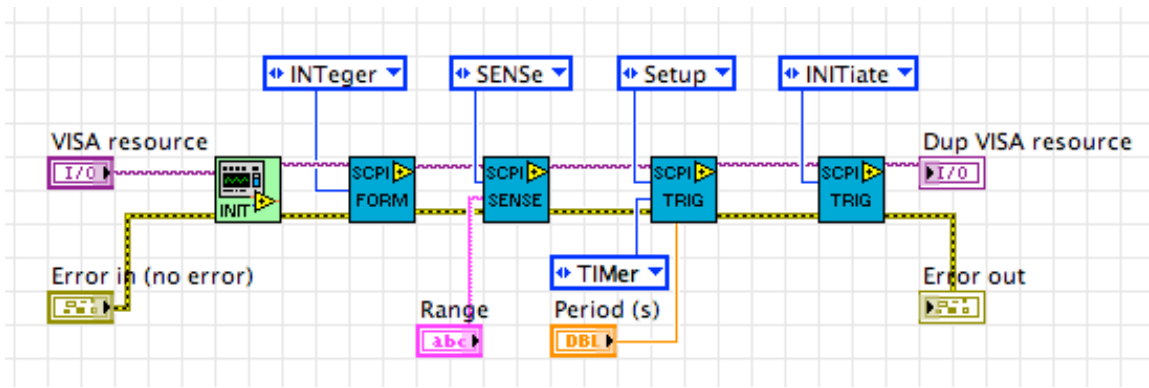 INTeger
SENSe
Setup
INITiate
VISA resource
Dup VISA resource
I/O
INIT
SCPI
FORM
SCPI
SENSE
SCPI
TRIG
SCPI
TRIG
I/O
TIMer
Error in (no error)
Error out
Range
Period (s)
abc
DBL